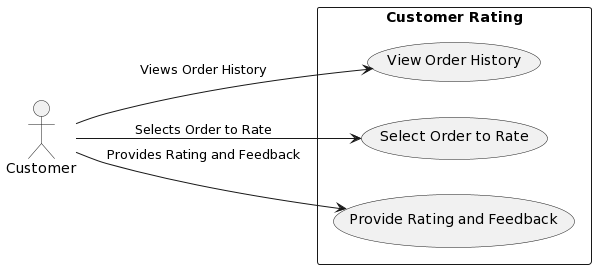 Customer Rating
Views Order History
View Order History
Selects Order to Rate
Select Order to Rate
Provides Rating and Feedback
Customer
Provide Rating and Feedback